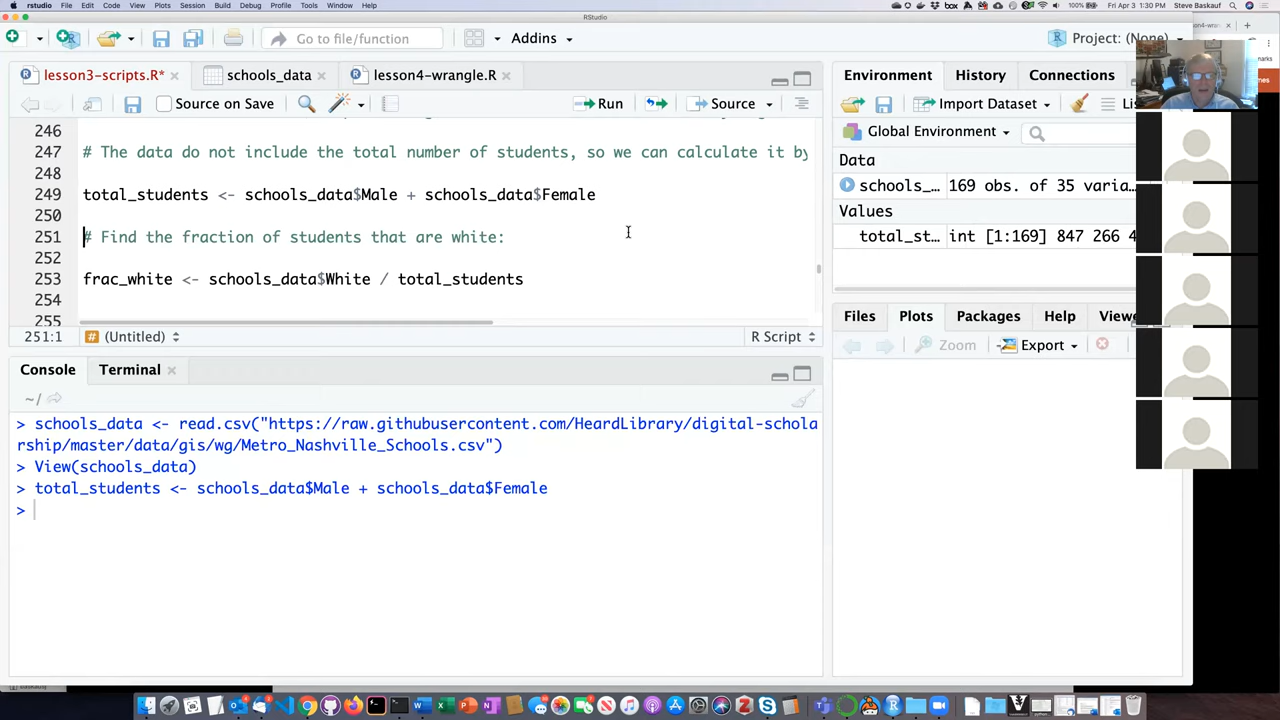 rstudio File Edit Code View Plots Session Build Debug Profile Tools Window Help box 100% Fri Apr 3 1:30 PM Steve Baskauf
RStudio
Go to file/function Addins Project: (None)
lesson3-scripts.R* schools_data lesson4-wrangle.R
Source on Save Run Source
246
247 # The data do not include the total number of students, so we can calculate it by
248
249 total_students <- schools_data$Male + schools_data$Female
250
251 # Find the fraction of students that are white:
252
253 frac_white <- schools_data$White / total_students
254
255
251:1 # (Untitled) R Script
Console Terminal
~/
> schools_data <- read.csv("https://raw.githubusercontent.com/HeardLibrary/digital-schola
rship/master/data/gis/wg/Metro_Nashville_Schools.csv")
> View(schools_data)
> total_students <- schools_data$Male + schools_data$Female
>
Environment History Connections
Import Dataset
Global Environment
Data
schools_… 169 obs. of 35 varia…
Values
total_st… int [1:169] 847 266 4
Files Plots Packages Help Viewe
Zoom Export